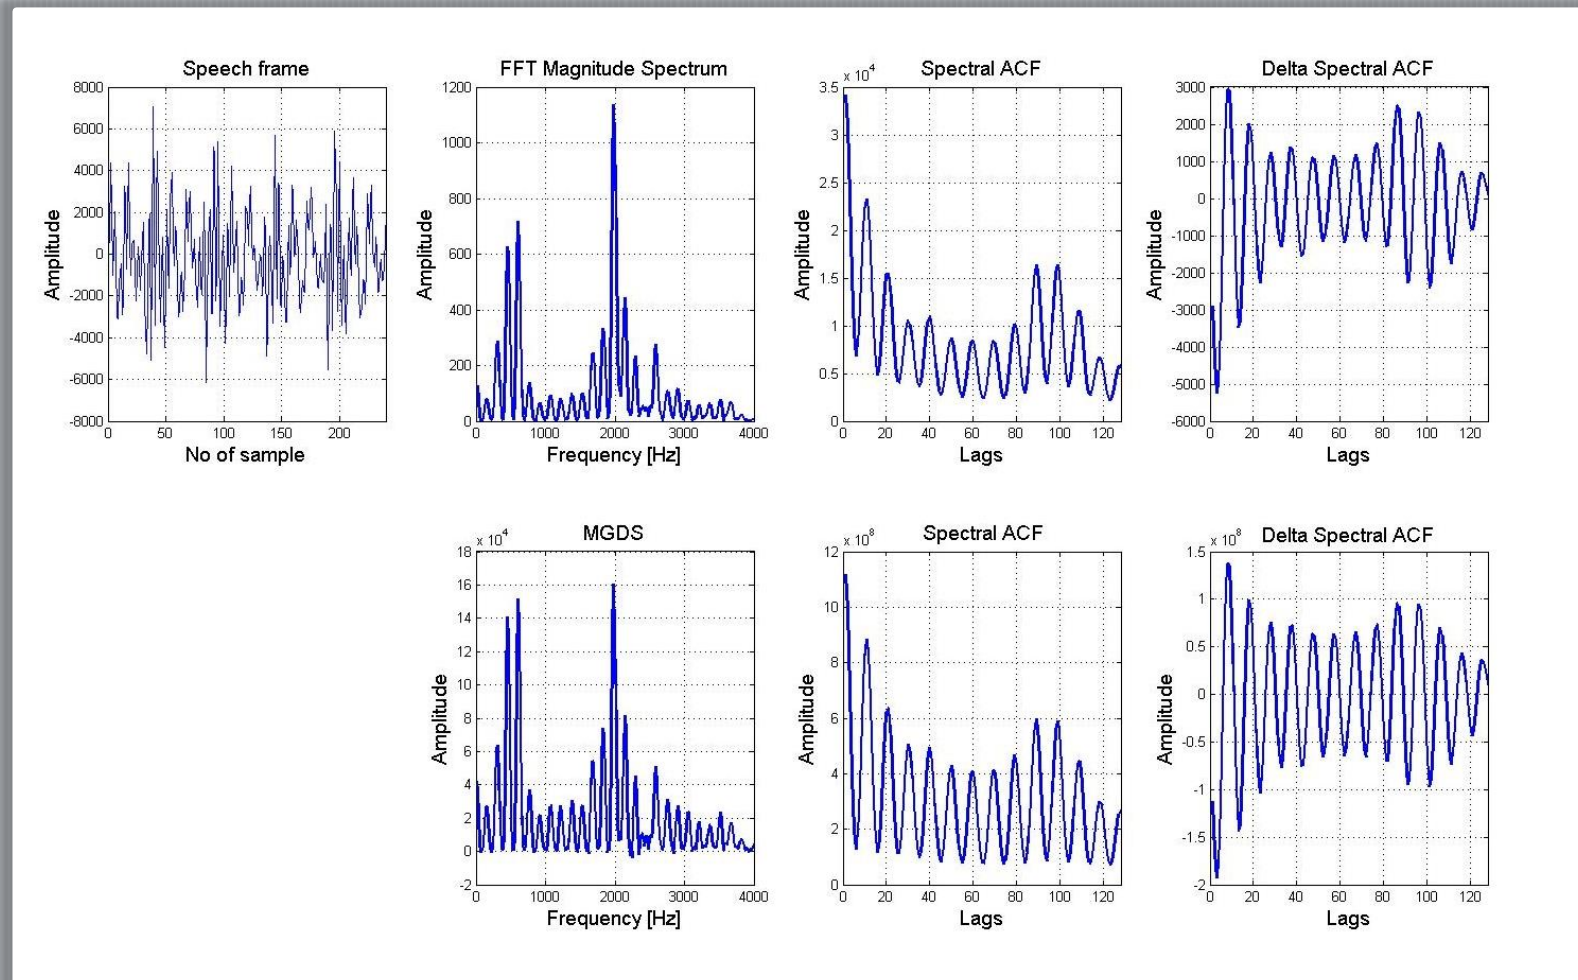 Speech frame
FFT Magnitude Spectrum
Spectral ACF
Delta Spectral ACF
8000
6000
4000
2000
0
-2000
-4000
-6000
-8000
Amplitude
0 50 100 150 200
No of sample
1200
1000
800
600
400
200
0
Amplitude
0 1000 2000 3000 4000
Frequency [Hz]
x 10^4
3.5
3
2.5
2
1.5
1
0.5
0
0 20 40 60 80 100 120
Lags
3000
2000
1000
0
-1000
-2000
-3000
-4000
-5000
-6000
Amplitude
0 20 40 60 80 100 120
Lags
MGDS
Spectral ACF
Delta Spectral ACF
x 10^4
18
16
14
12
10
8
6
4
2
0
-2
Amplitude
0 1000 2000 3000 4000
Frequency [Hz]
x 10^8
12
10
8
6
4
2
0
Amplitude
0 20 40 60 80 100 120
Lags
x 10^8
1.5
1
0.5
0
-0.5
-1
-1.5
-2
Amplitude
0 20 40 60 80 100 120
Lags